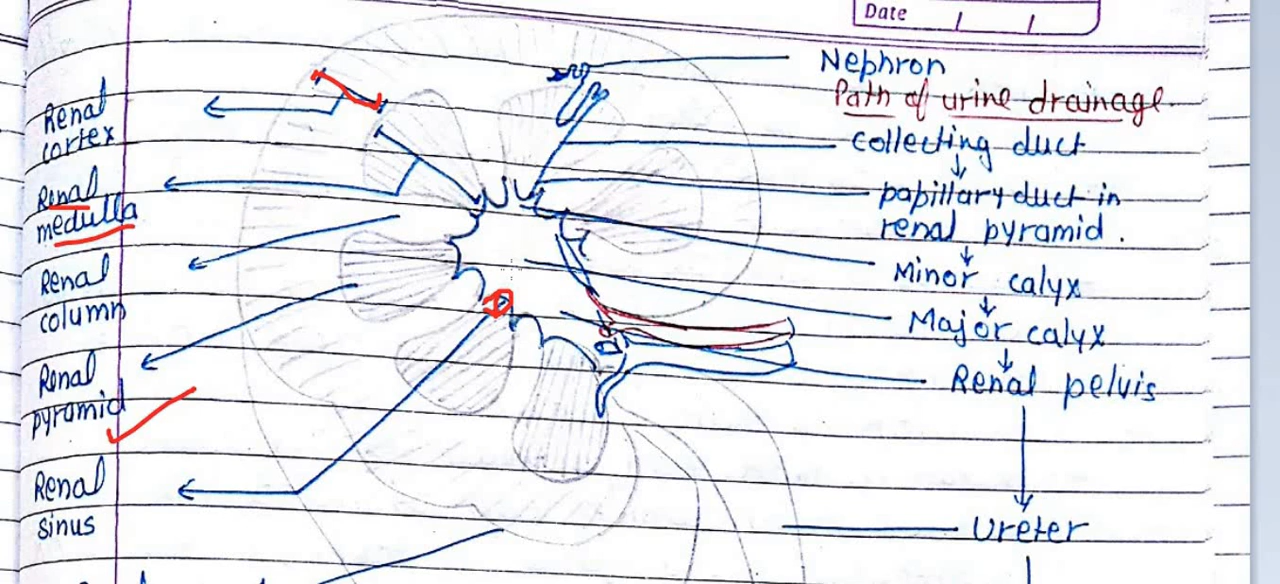 Date / /
Nephron
Path of urine drainage
collecting duct
papillary duct in
renal pyramid.
Minor calyx
Major calyx
Renal pelvis
Ureter
Renal
cortex
Renal
medulla
Renal
column
Renal
pyramid
Renal
sinus